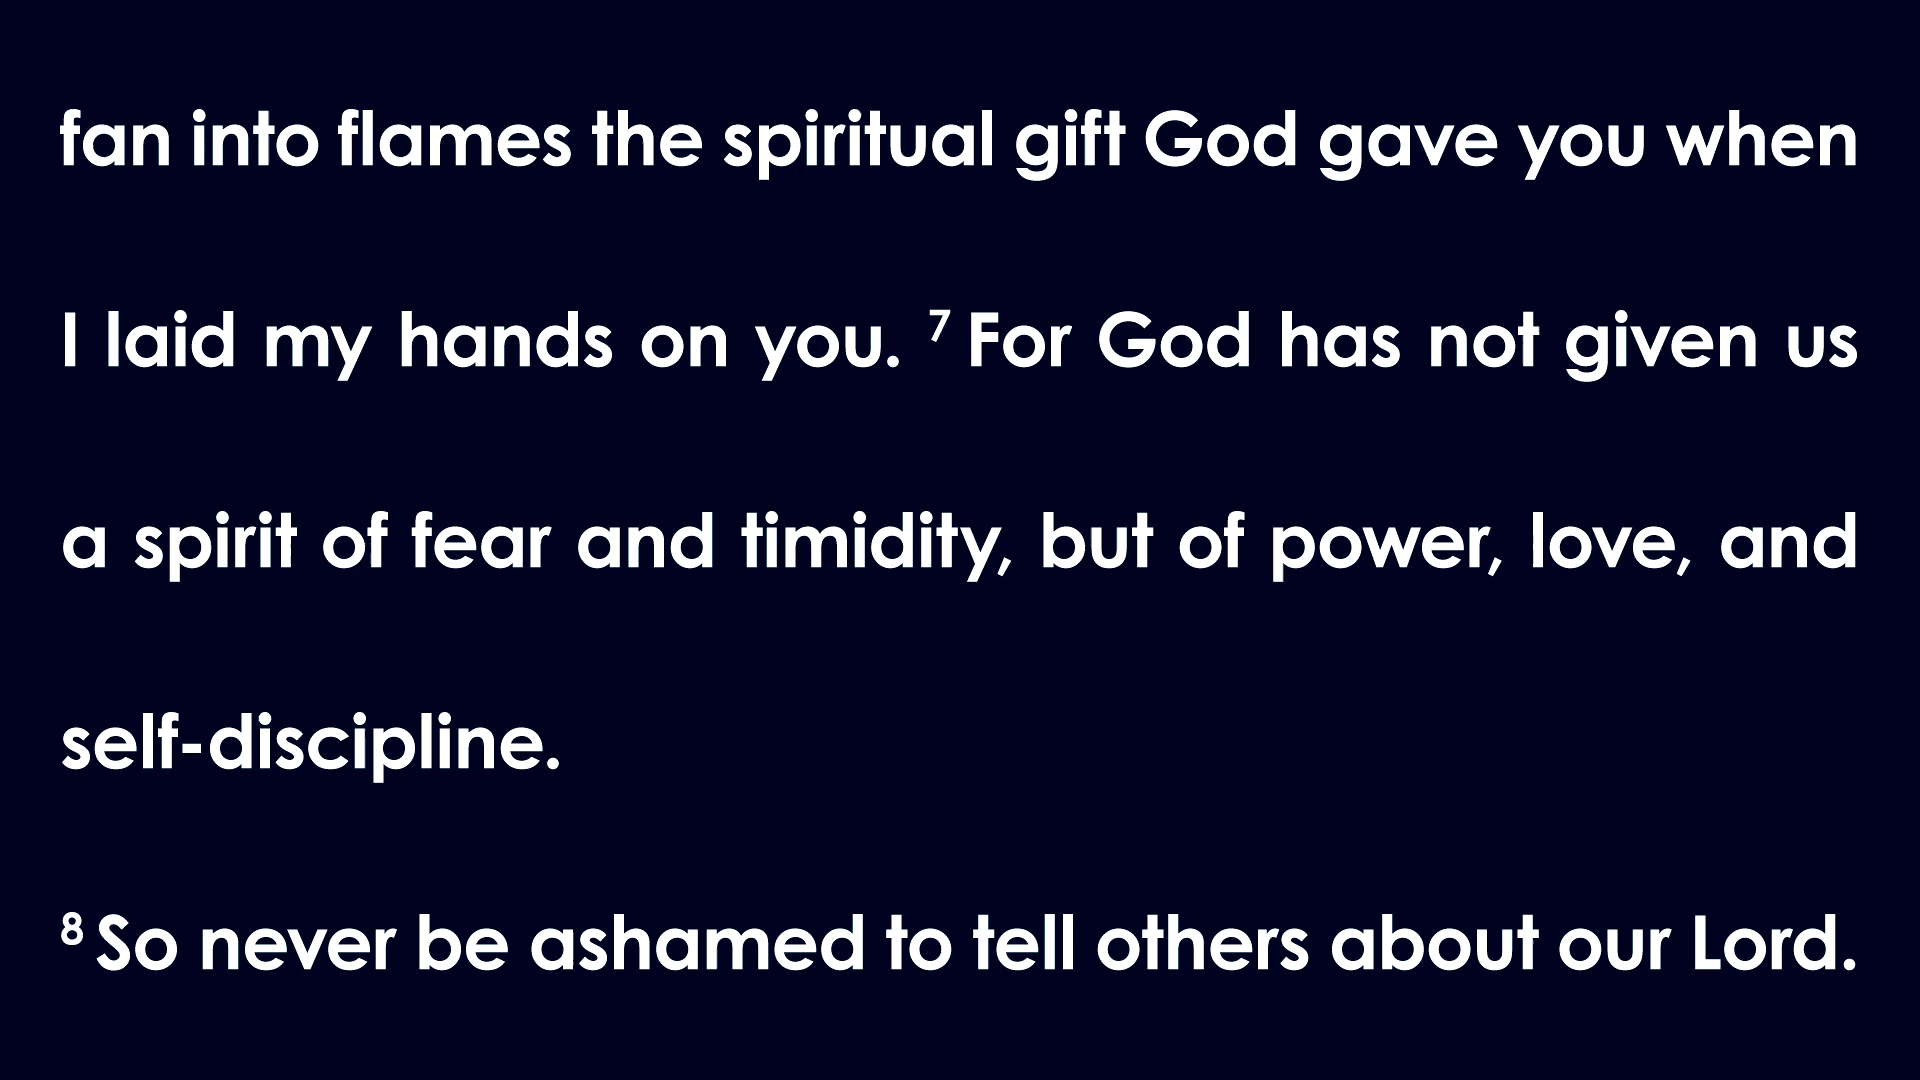 fan into flames the spiritual gift God gave you when
I laid my hands on you. ⁷ For God has not given us
a spirit of fear and timidity, but of power, love, and
self-discipline.
⁸ So never be ashamed to tell others about our Lord.